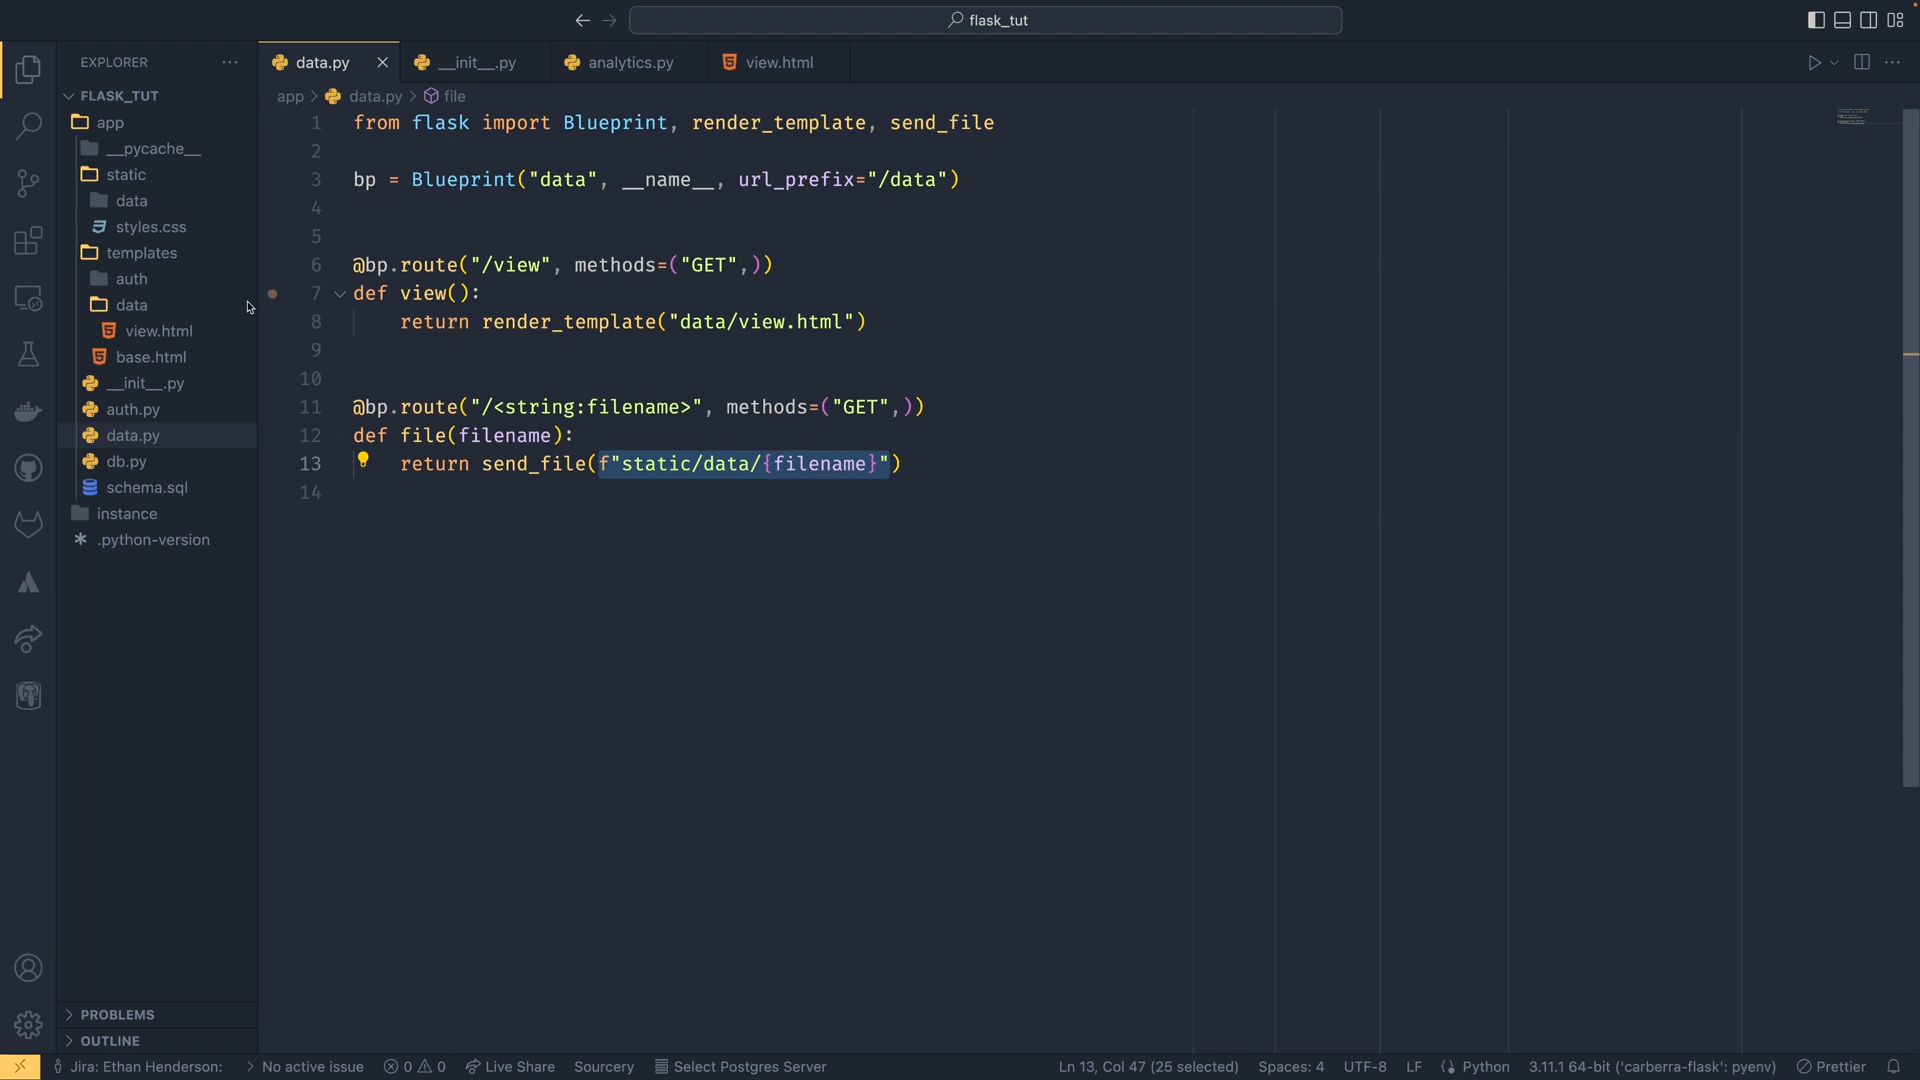 flask_tut
EXPLORER
data.py
__init__.py
analytics.py
view.html
FLASK_TUT
app > data.py > file
app
__pycache__
static
data
styles.css
templates
auth
data
view.html
base.html
__init__.py
auth.py
data.py
db.py
schema.sql
instance
.python-version
1 from flask import Blueprint, render_template, send_file
2
3 bp = Blueprint("data", __name__, url_prefix="/data")
4
5
6 @bp.route("/view", methods=("GET",))
7 def view():
8 return render_template("data/view.html")
9
10
11 @bp.route("/<string:filename>", methods=("GET",))
12 def file(filename):
13 return send_file(f"static/data/{filename}")
14
PROBLEMS
OUTLINE
Jira: Ethan Henderson: > No active issue 0 0 Live Share Sourcery Select Postgres Server Ln 13, Col 47 (25 selected) Spaces: 4 UTF-8 LF Python 3.11.1 64-bit ('carberra-flask': pyenv) Prettier